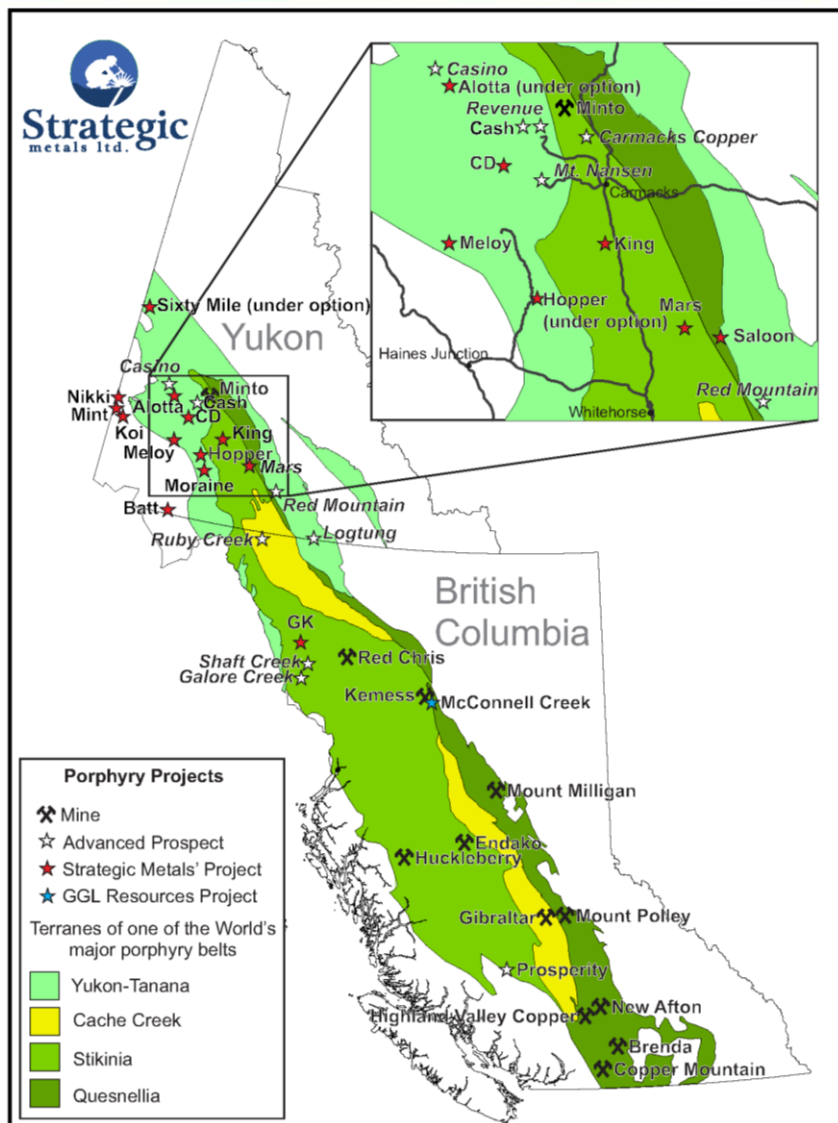 Strategic
metals ltd.
Casino
Alotta (under option)
Revenue
Minto
Cash
Carmacks Copper
CD
Mt. Nansen
Carmacks
Meloy
King
Hopper
(under option)
Mars
Saloon
Haines Junction
Red Mountain
Whitehorse
Sixty Mile (under option)
Yukon
Casino
Nikki
Minto
Mint
Alotta
Cash
CD
Koi
King
Meloy
Hopper
Mars
Moraine
Red Mountain
Batt
Ruby Creek
Logtung
British
Columbia
GK
Shaft Creek
Red Chris
Galore Creek
Kemess
McConnell Creek
Mount Milligan
Endako
Huckleberry
Gibraltar
Mount Polley
Prosperity
New Afton
Highland Valley Copper
Brenda
Copper Mountain
Porphyry Projects
Mine
Advanced Prospect
Strategic Metals' Project
GGL Resources Project
Terranes of one of the World's
major porphyry belts
Yukon-Tanana
Cache Creek
Stikinia
Quesnellia